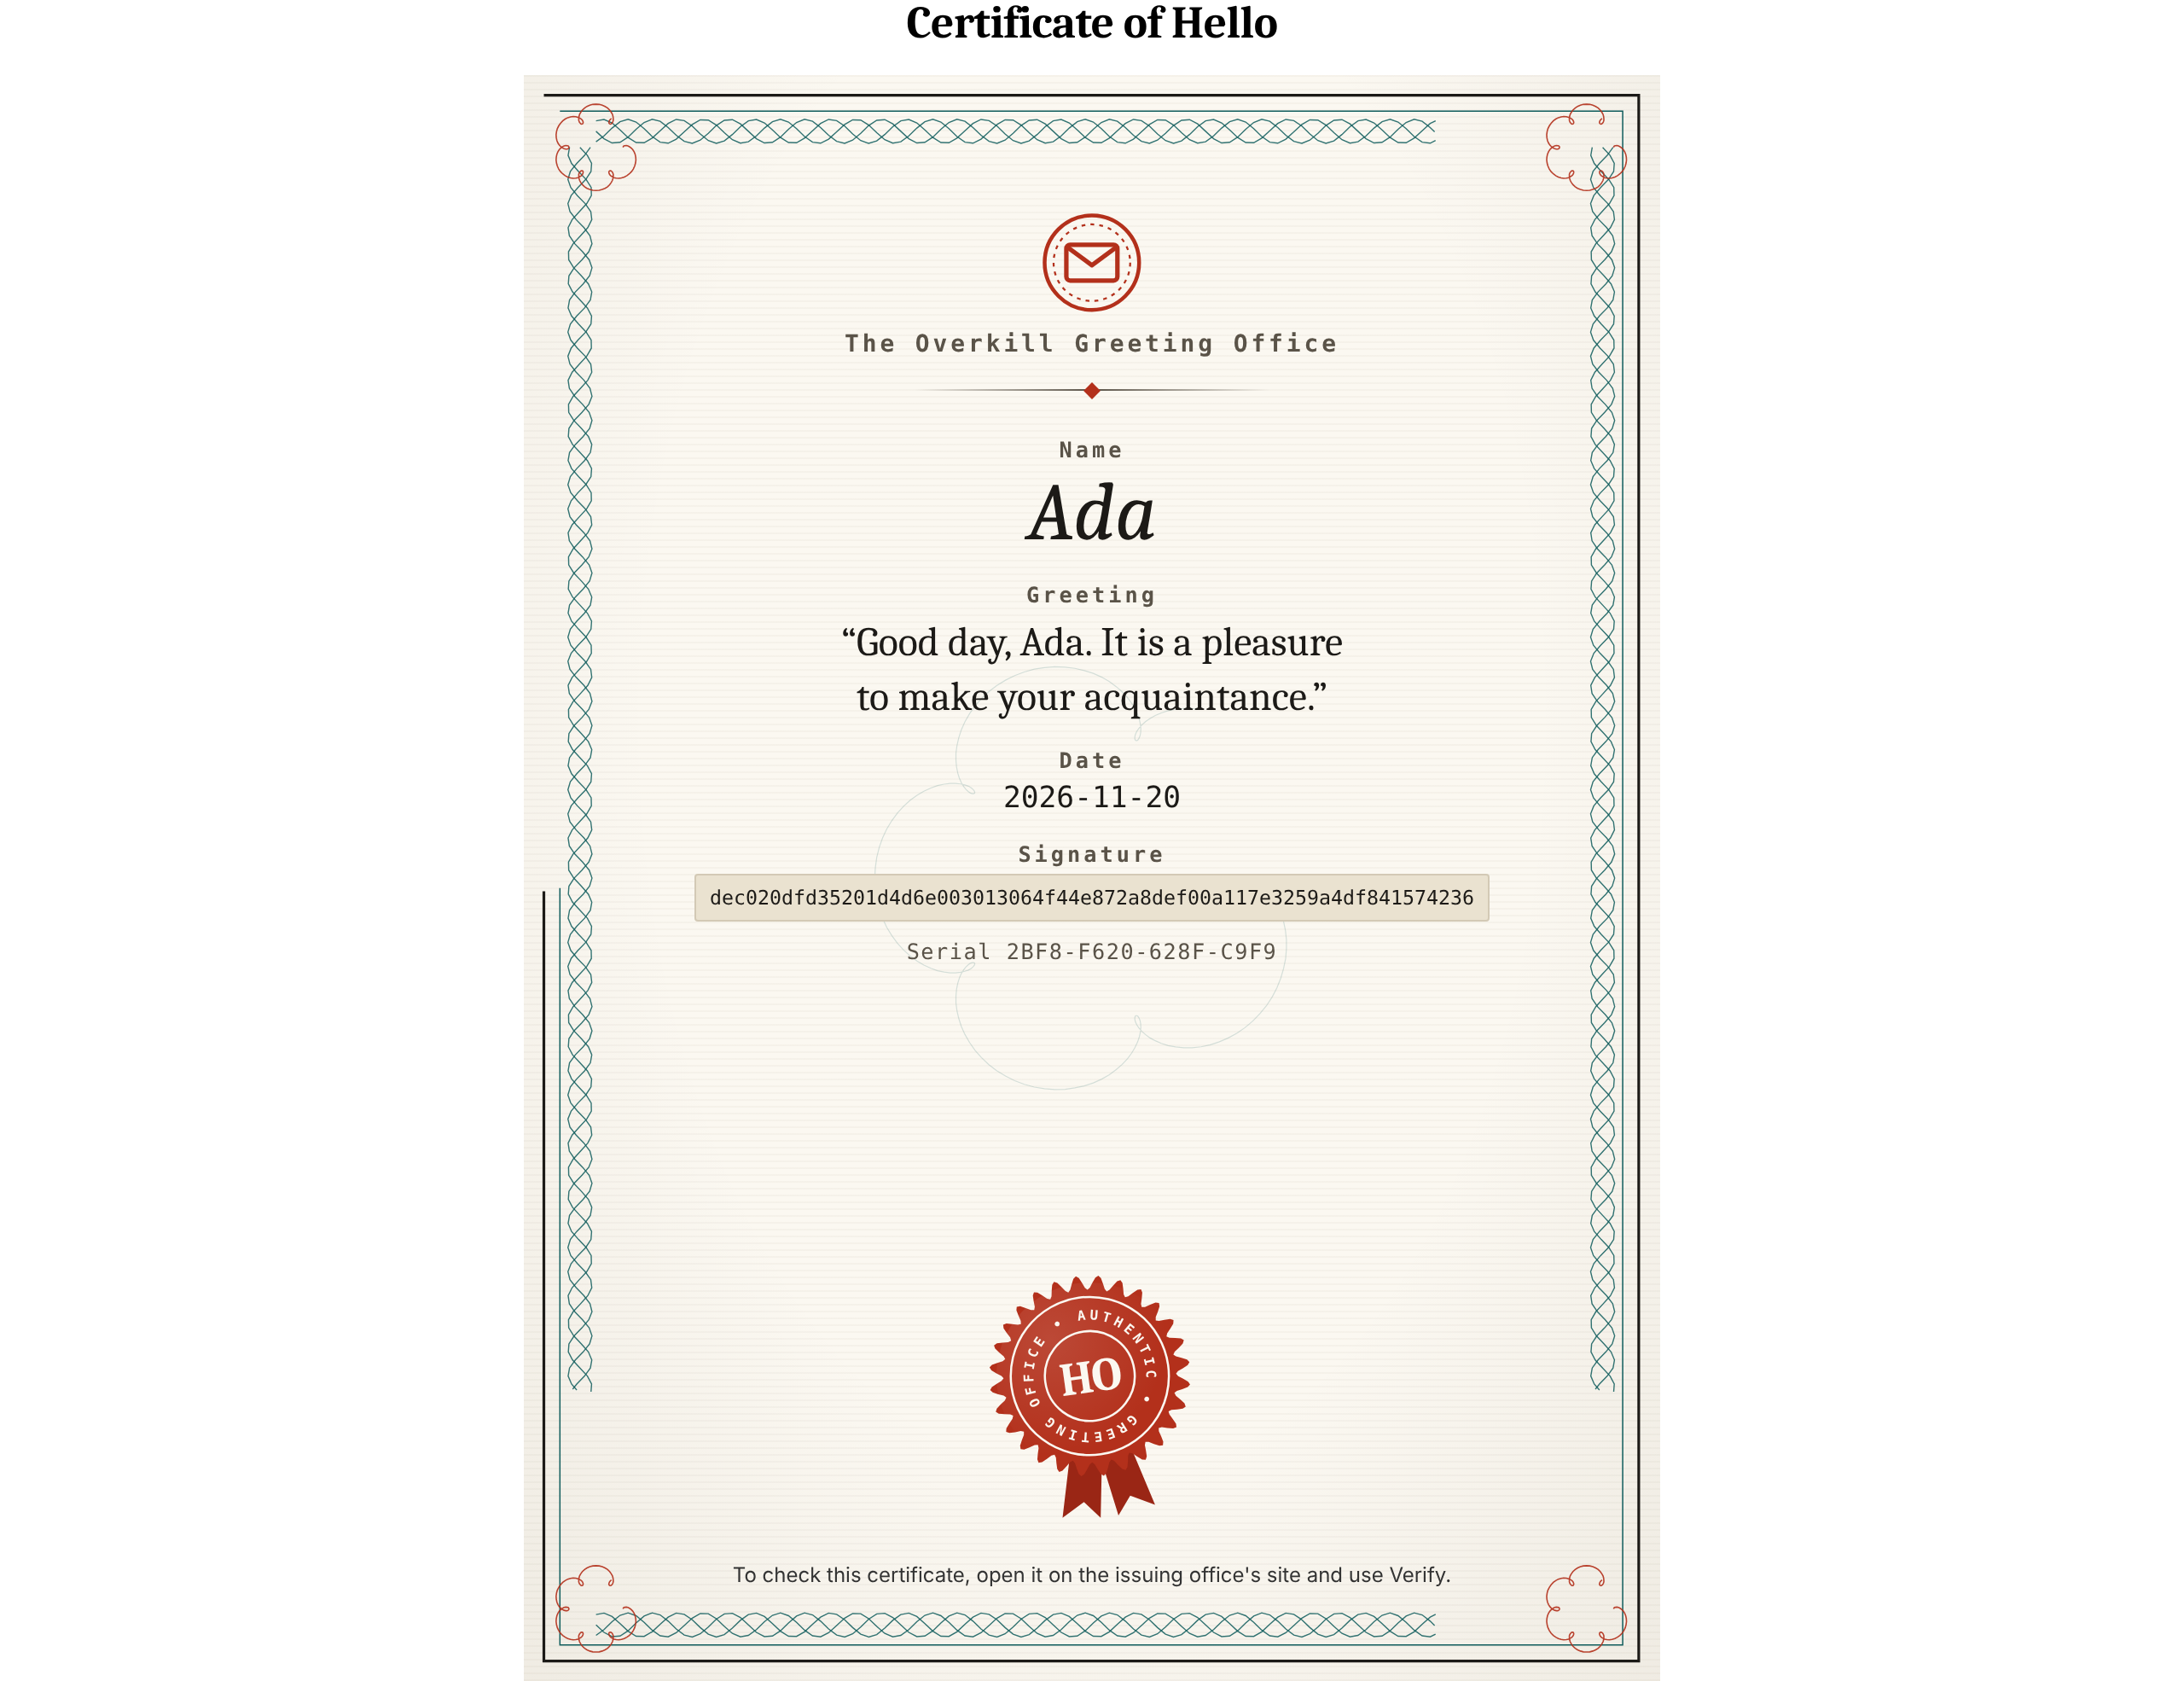 Certificate of Hello
The Overkill Greeting Office
Name
Ada
Greeting
“Good day, Ada. It is a pleasure
to make your acquaintance.”
Date
2026-11-20
Signature
dec020dfd35201d4d6e003013064f44e872a8def00a117e3259a4df841574236
Serial 2BF8-F620-628F-C9F9
AUTHENTIC • GREETING OFFICE •
HO
To check this certificate, open it on the issuing office's site and use Verify.